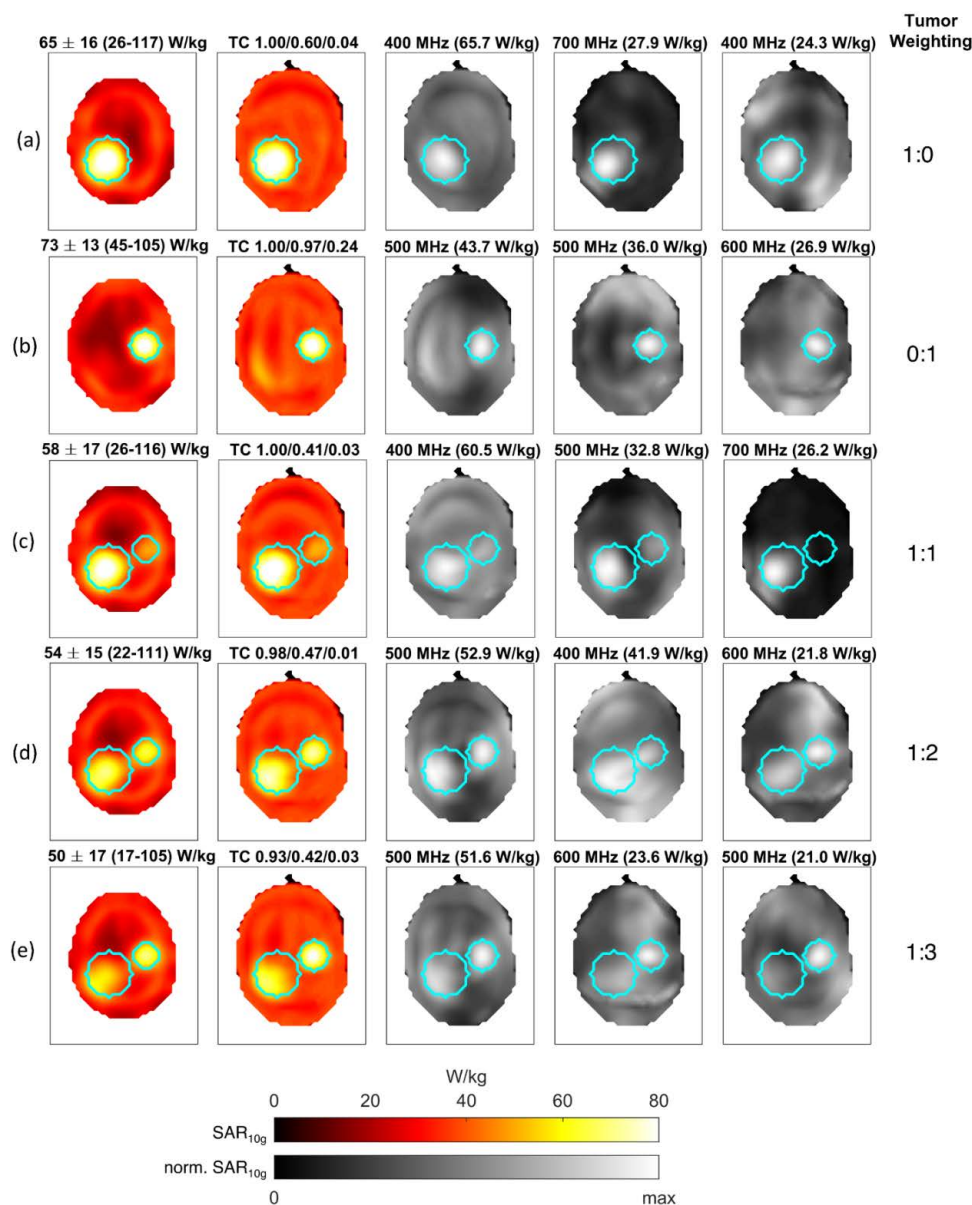 Tumor
Weighting
65 ± 16 (26-117) W/kg TC 1.00/0.60/0.04 400 MHz (65.7 W/kg) 700 MHz (27.9 W/kg) 400 MHz (24.3 W/kg)
(a) 1:0
73 ± 13 (45-105) W/kg TC 1.00/0.97/0.24 500 MHz (43.7 W/kg) 500 MHz (36.0 W/kg) 600 MHz (26.9 W/kg)
(b) 0:1
58 ± 17 (26-116) W/kg TC 1.00/0.41/0.03 400 MHz (60.5 W/kg) 500 MHz (32.8 W/kg) 700 MHz (26.2 W/kg)
(c) 1:1
54 ± 15 (22-111) W/kg TC 0.98/0.47/0.01 500 MHz (52.9 W/kg) 400 MHz (41.9 W/kg) 600 MHz (21.8 W/kg)
(d) 1:2
50 ± 17 (17-105) W/kg TC 0.93/0.42/0.03 500 MHz (51.6 W/kg) 600 MHz (23.6 W/kg) 500 MHz (21.0 W/kg)
(e) 1:3
W/kg
0 20 40 60 80
SAR10g
norm. SAR10g
0 max